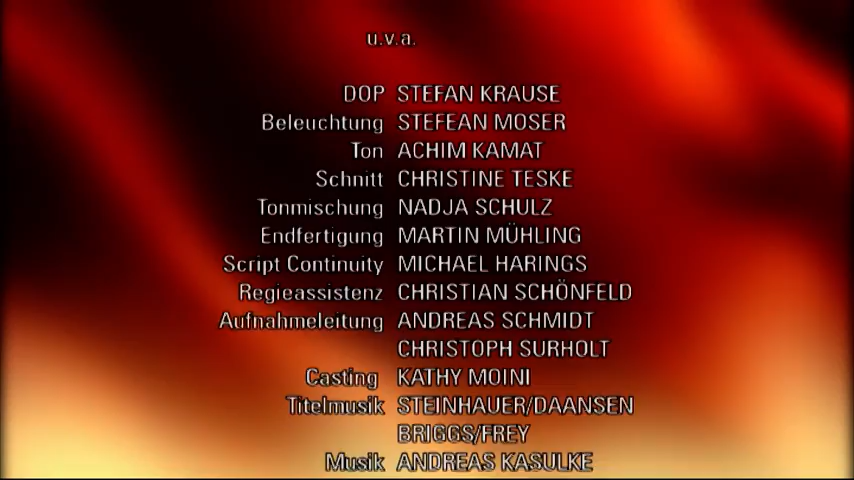 u.v.a.
DOP STEFAN KRAUSE
Beleuchtung STEFEAN MOSER
Ton ACHIM KAMAT
Schnitt CHRISTINE TESKE
Tonmischung NADJA SCHULZ
Endfertigung MARTIN MÜHLING
Script Continuity MICHAEL HARINGS
Regieassistenz CHRISTIAN SCHÖNFELD
Aufnahmeleitung ANDREAS SCHMIDT
CHRISTOPH SURHOLT
Casting KATHY MOINI
Titelmusik STEINHAUER/DAANSEN
BRIGGS/FREY
Musik ANDREAS KASULKE